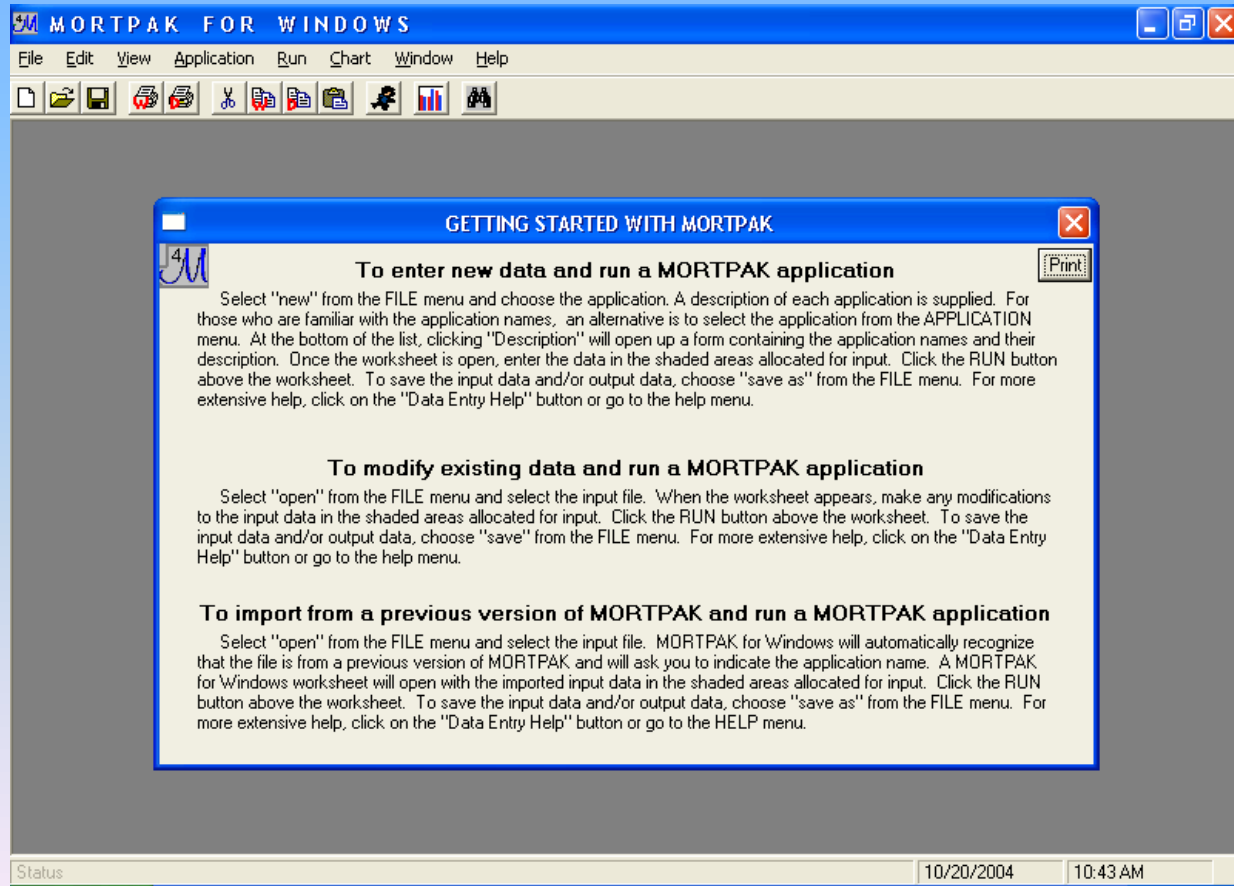 4M MORTPAK FOR WINDOWS
File Edit View Application Run Chart Window Help
GETTING STARTED WITH MORTPAK
4M
Print
To enter new data and run a MORTPAK application
Select "new" from the FILE menu and choose the application. A description of each application is supplied. For
those who are familiar with the application names, an alternative is to select the application from the APPLICATION
menu. At the bottom of the list, clicking "Description" will open up a form containing the application names and their
description. Once the worksheet is open, enter the data in the shaded areas allocated for input. Click the RUN button
above the worksheet. To save the input data and/or output data, choose "save as" from the FILE menu. For more
extensive help, click on the "Data Entry Help" button or go to the help menu.
To modify existing data and run a MORTPAK application
Select "open" from the FILE menu and select the input file. When the worksheet appears, make any modifications
to the input data in the shaded areas allocated for input. Click the RUN button above the worksheet. To save the
input data and/or output data, choose "save" from the FILE menu. For more extensive help, click on the "Data Entry
Help" button or go to the help menu.
To import from a previous version of MORTPAK and run a MORTPAK application
Select "open" from the FILE menu and select the input file. MORTPAK for Windows will automatically recognize
that the file is from a previous version of MORTPAK and will ask you to indicate the application name. A MORTPAK
for Windows worksheet will open with the imported input data in the shaded areas allocated for input. Click the RUN
button above the worksheet. To save the input data and/or output data, choose "save as" from the FILE menu. For
more extensive help, click on the "Data Entry Help" button or go to the HELP menu.
Status 10/20/2004 10:43 AM